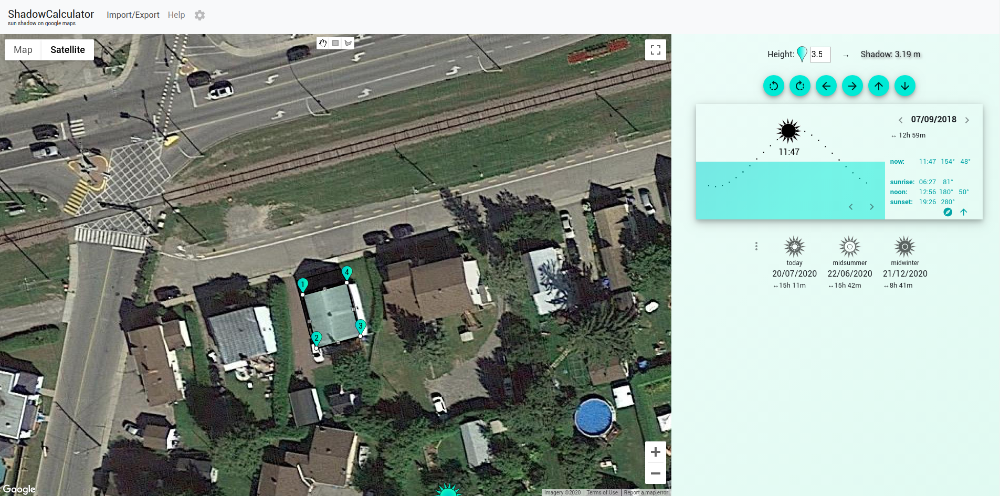 ShadowCalculator
sun shadow on google maps
Import/Export
Help
Map
Satellite
1
4
3
2
Google
Imagery ©2020
Terms of Use
Report a map error
Height:
3.5
→
Shadow: 3.19 m
11:47
07/09/2018
↔ 12h 59m
now: 11:47 154° 48°
sunrise: 06:27 81°
noon: 12:56 180° 50°
sunset: 19:26 280°
today
20/07/2020
↔15h 11m
midsummer
22/06/2020
↔15h 42m
midwinter
21/12/2020
↔8h 41m